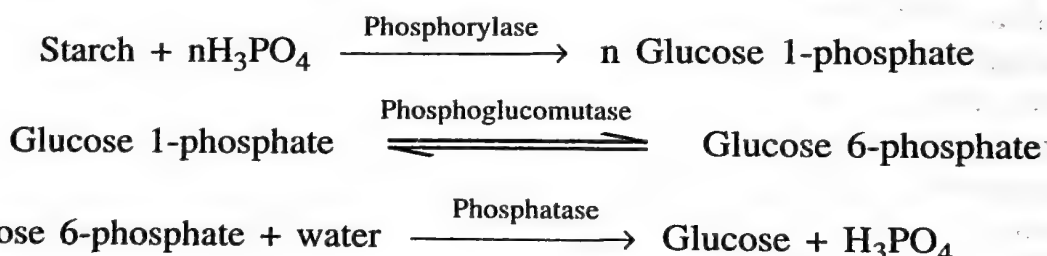 Phosphorylase
Starch + nH₃PO₄ ⟶ n Glucose 1-phosphate
Phosphoglucomutase
Glucose 1-phosphate ⇌ Glucose 6-phosphate
Phosphatase
ose 6-phosphate + water ⟶ Glucose + H₃PO₄